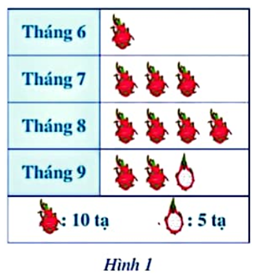 Tháng 6
Tháng 7
Tháng 8
Tháng 9
: 10 tạ : 5 tạ
Hình 1